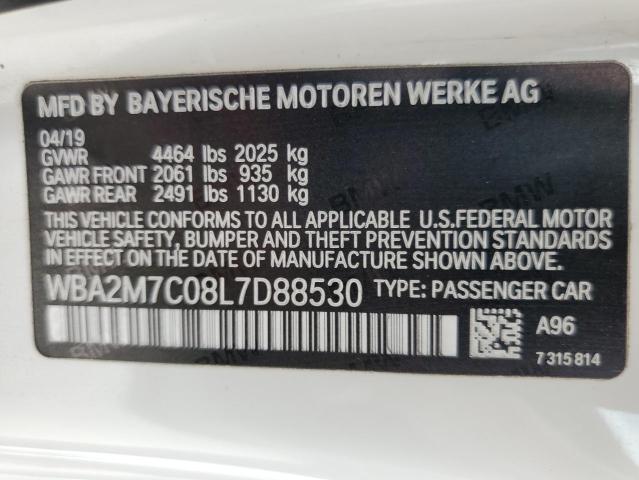 MFD BY BAYERISCHE MOTOREN WERKE AG
04/19
GVWR 4464 lbs 2025 kg
GAWR FRONT 2061 lbs 935 kg
GAWR REAR 2491 lbs 1130 kg
THIS VEHICLE CONFORMS TO ALL APPLICABLE U.S.FEDERAL MOTOR
VEHICLE SAFETY, BUMPER AND THEFT PREVENTION STANDARDS
IN EFFECT ON THE DATE OF MANUFACTURE SHOWN ABOVE.
WBA2M7C08L7D88530 TYPE: PASSENGER CAR
A96
7 315 814